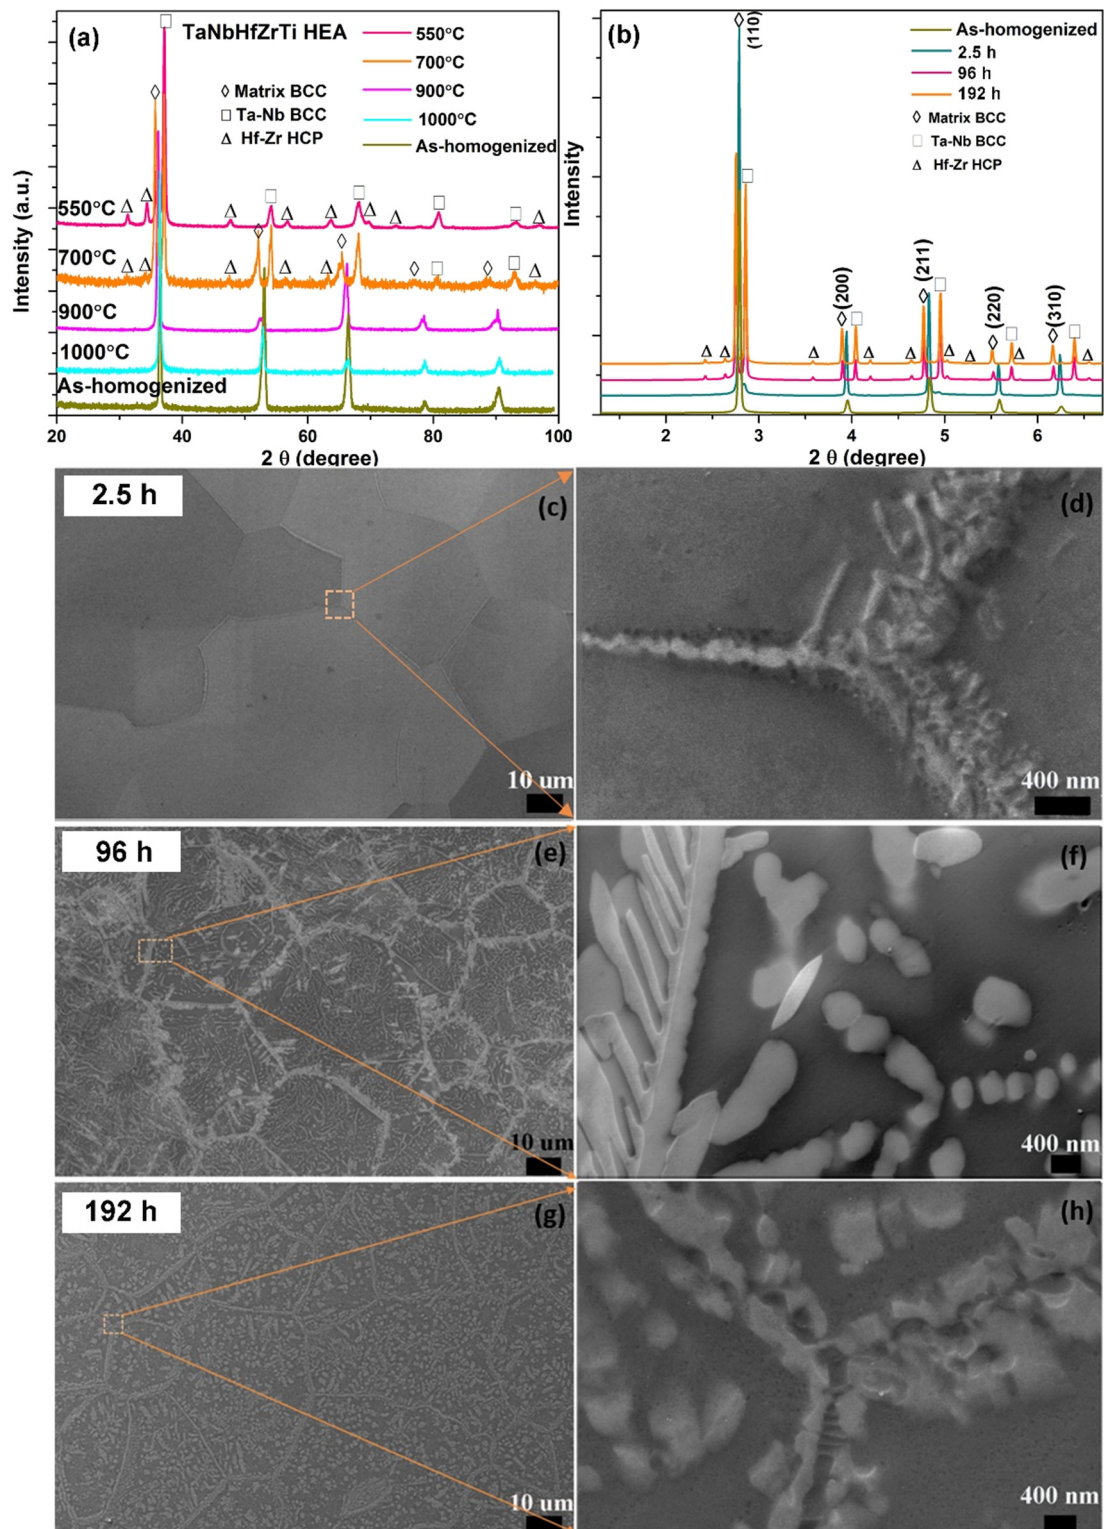 (a)
TaNbHfZrTi HEA
550°C
700°C
900°C
1000°C
As-homogenized
◊ Matrix BCC
□ Ta-Nb BCC
Δ Hf-Zr HCP
550°C
700°C
900°C
1000°C
As-homogenized
Intensity (a.u.)
20 40 60 80 100
2 θ (degree)
(b)
(110)
As-homogenized
2.5 h
96 h
192 h
◊ Matrix BCC
□ Ta-Nb BCC
Δ Hf-Zr HCP
(200)
(211)
(220)
(310)
Intensity
2 3 4 5 6
2 θ (degree)
2.5 h
(c)
10 um
(d)
400 nm
96 h
(e)
10 um
(f)
400 nm
192 h
(g)
10 um
(h)
400 nm